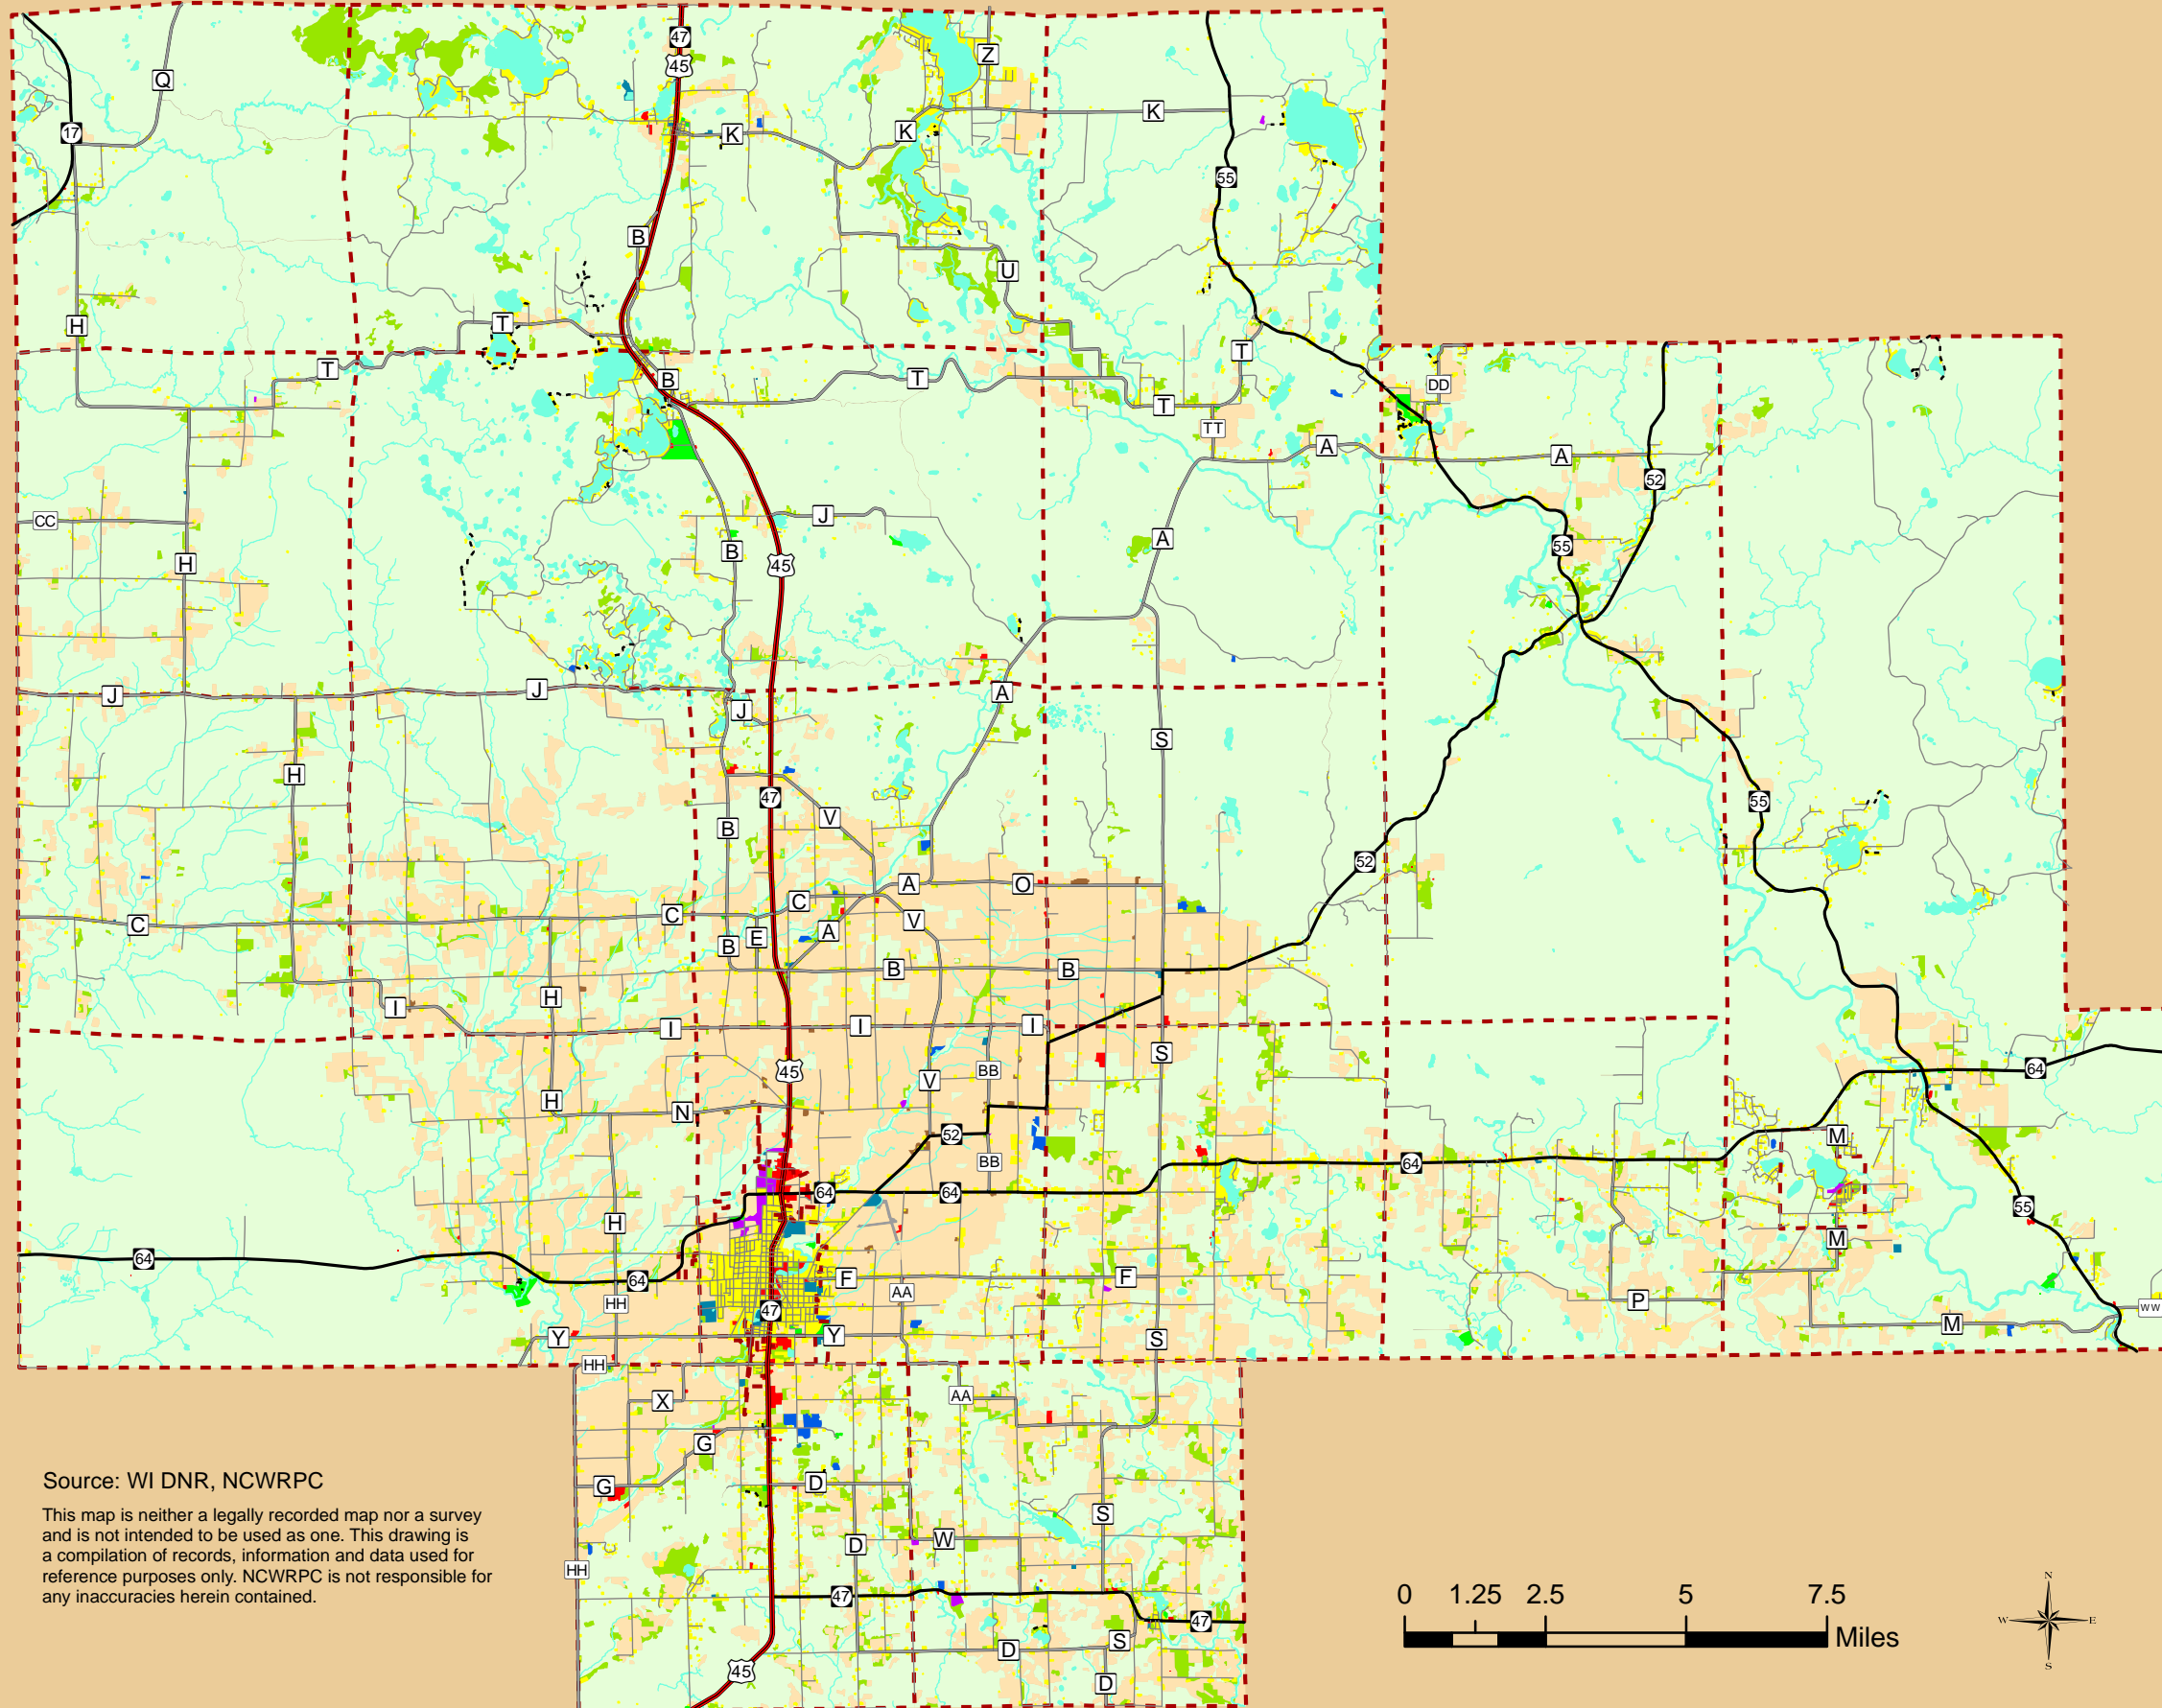 47
45
Z
Q
K
17
K
K
55
B
U
H
T
T
T
B
T
DD
T
TT
A
A
52
CC
J
A
55
B
H
45
J
J
A
J
S
H
47
55
V
B
52
A
O
C
C
V
A
B
E
B
B
H
I
I
I
I
S
64
45
BB
V
H
N
52
M
BB
64
64
64
55
H
M
64
64
F
F
AA
HH
P
47
WW
M
Y
Y
S
HH
AA
X
G
Source: WI DNR, NCWRPC
D
G
This map is neither a legally recorded map nor a survey
and is not intended to be used as one. This drawing is
a compilation of records, information and data used for
reference purposes only. NCWRPC is not responsible for
any inaccuracies herein contained.
S
W
D
HH
47
47
S
D
45
D
0 1.25 2.5 5 7.5
Miles
N
W E
S